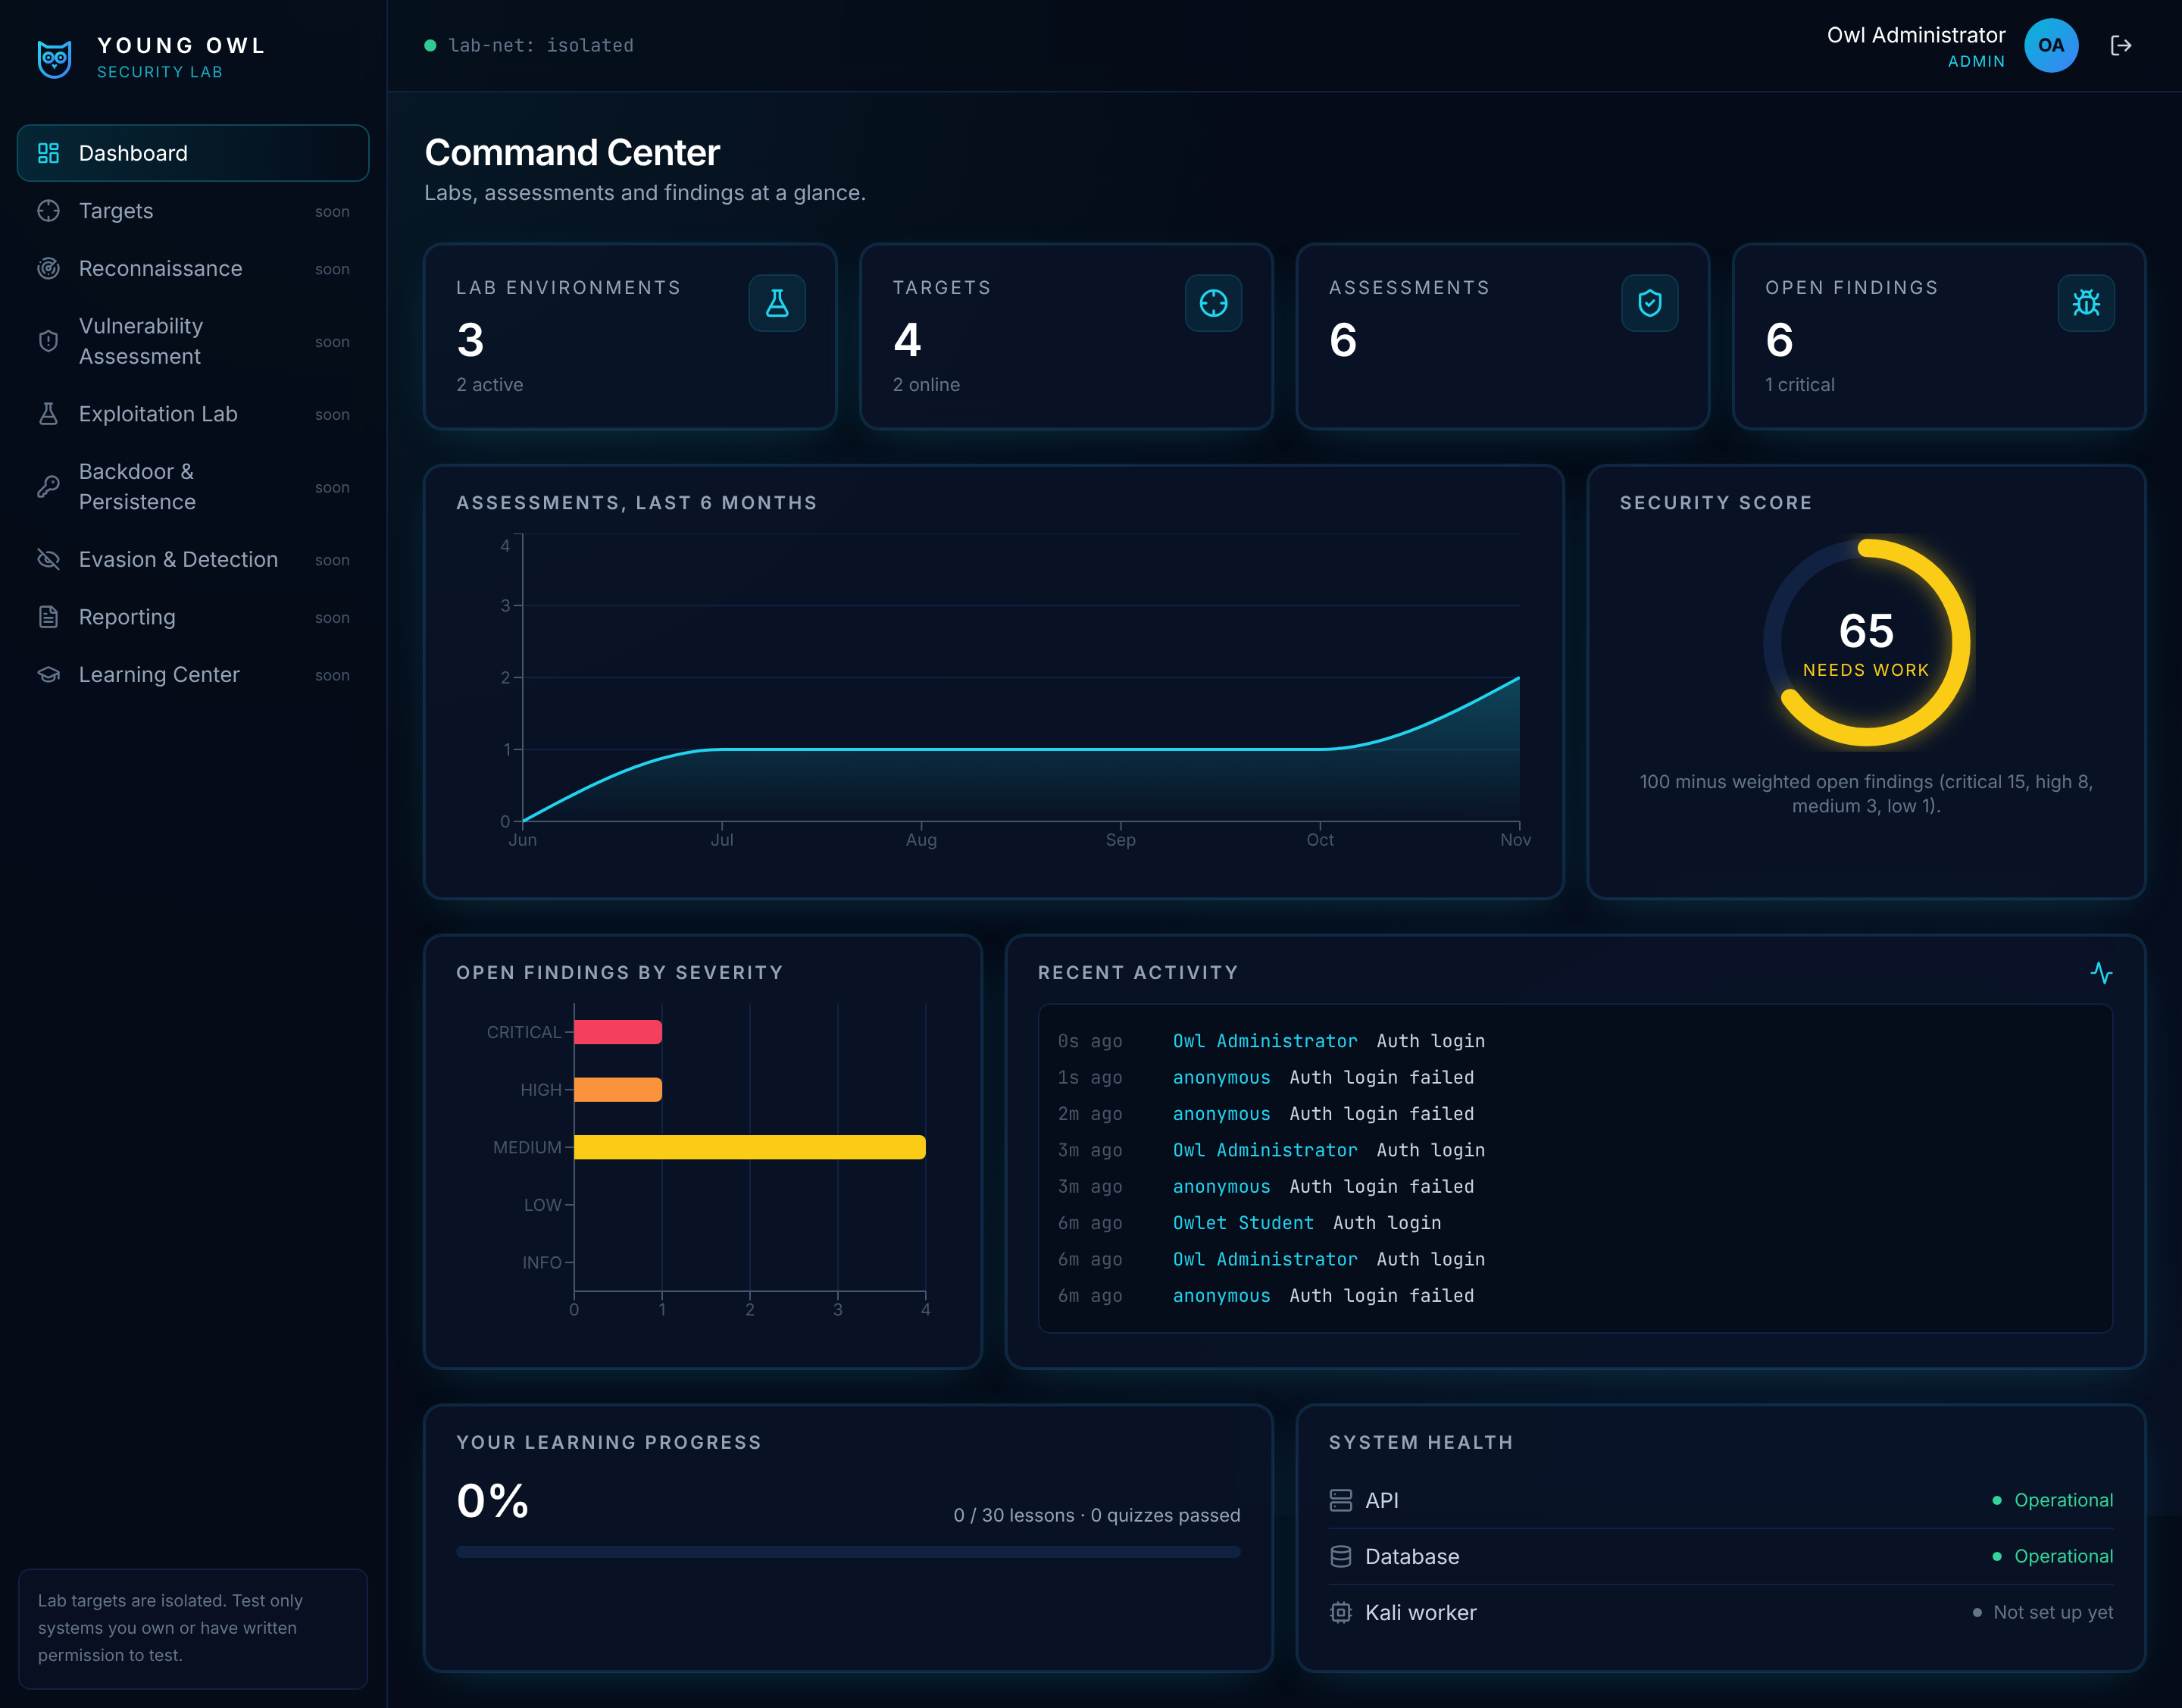 YOUNG OWL
SECURITY LAB
Dashboard
Targets soon
Reconnaissance soon
Vulnerability
Assessment soon
Exploitation Lab soon
Backdoor &
Persistence soon
Evasion & Detection soon
Reporting soon
Learning Center soon
Lab targets are isolated. Test only
systems you own or have written
permission to test.
lab-net: isolated
Owl Administrator
ADMIN
OA
Command Center
Labs, assessments and findings at a glance.
LAB ENVIRONMENTS
3
2 active
TARGETS
4
2 online
ASSESSMENTS
6
OPEN FINDINGS
6
1 critical
ASSESSMENTS, LAST 6 MONTHS
4
3
2
1
0
Jun Jul Aug Sep Oct Nov
SECURITY SCORE
65
NEEDS WORK
100 minus weighted open findings (critical 15, high 8,
medium 3, low 1).
OPEN FINDINGS BY SEVERITY
CRITICAL
HIGH
MEDIUM
LOW
INFO
0 1 2 3 4
RECENT ACTIVITY
0s ago Owl Administrator Auth login
1s ago anonymous Auth login failed
2m ago anonymous Auth login failed
3m ago Owl Administrator Auth login
3m ago anonymous Auth login failed
6m ago Owlet Student Auth login
6m ago Owl Administrator Auth login
6m ago anonymous Auth login failed
YOUR LEARNING PROGRESS
0%
0 / 30 lessons · 0 quizzes passed
SYSTEM HEALTH
API Operational
Database Operational
Kali worker Not set up yet